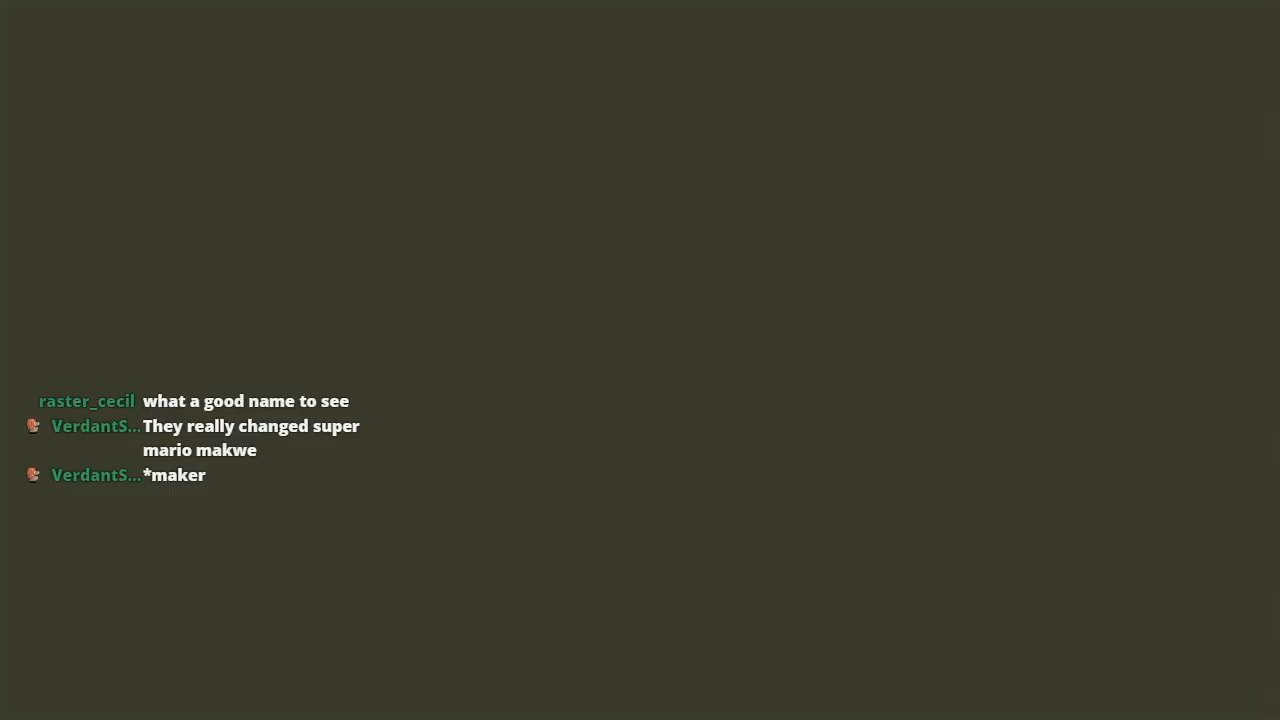 raster_cecil what a good name to see
VerdantS... They really changed super
mario makwe
VerdantS... *maker